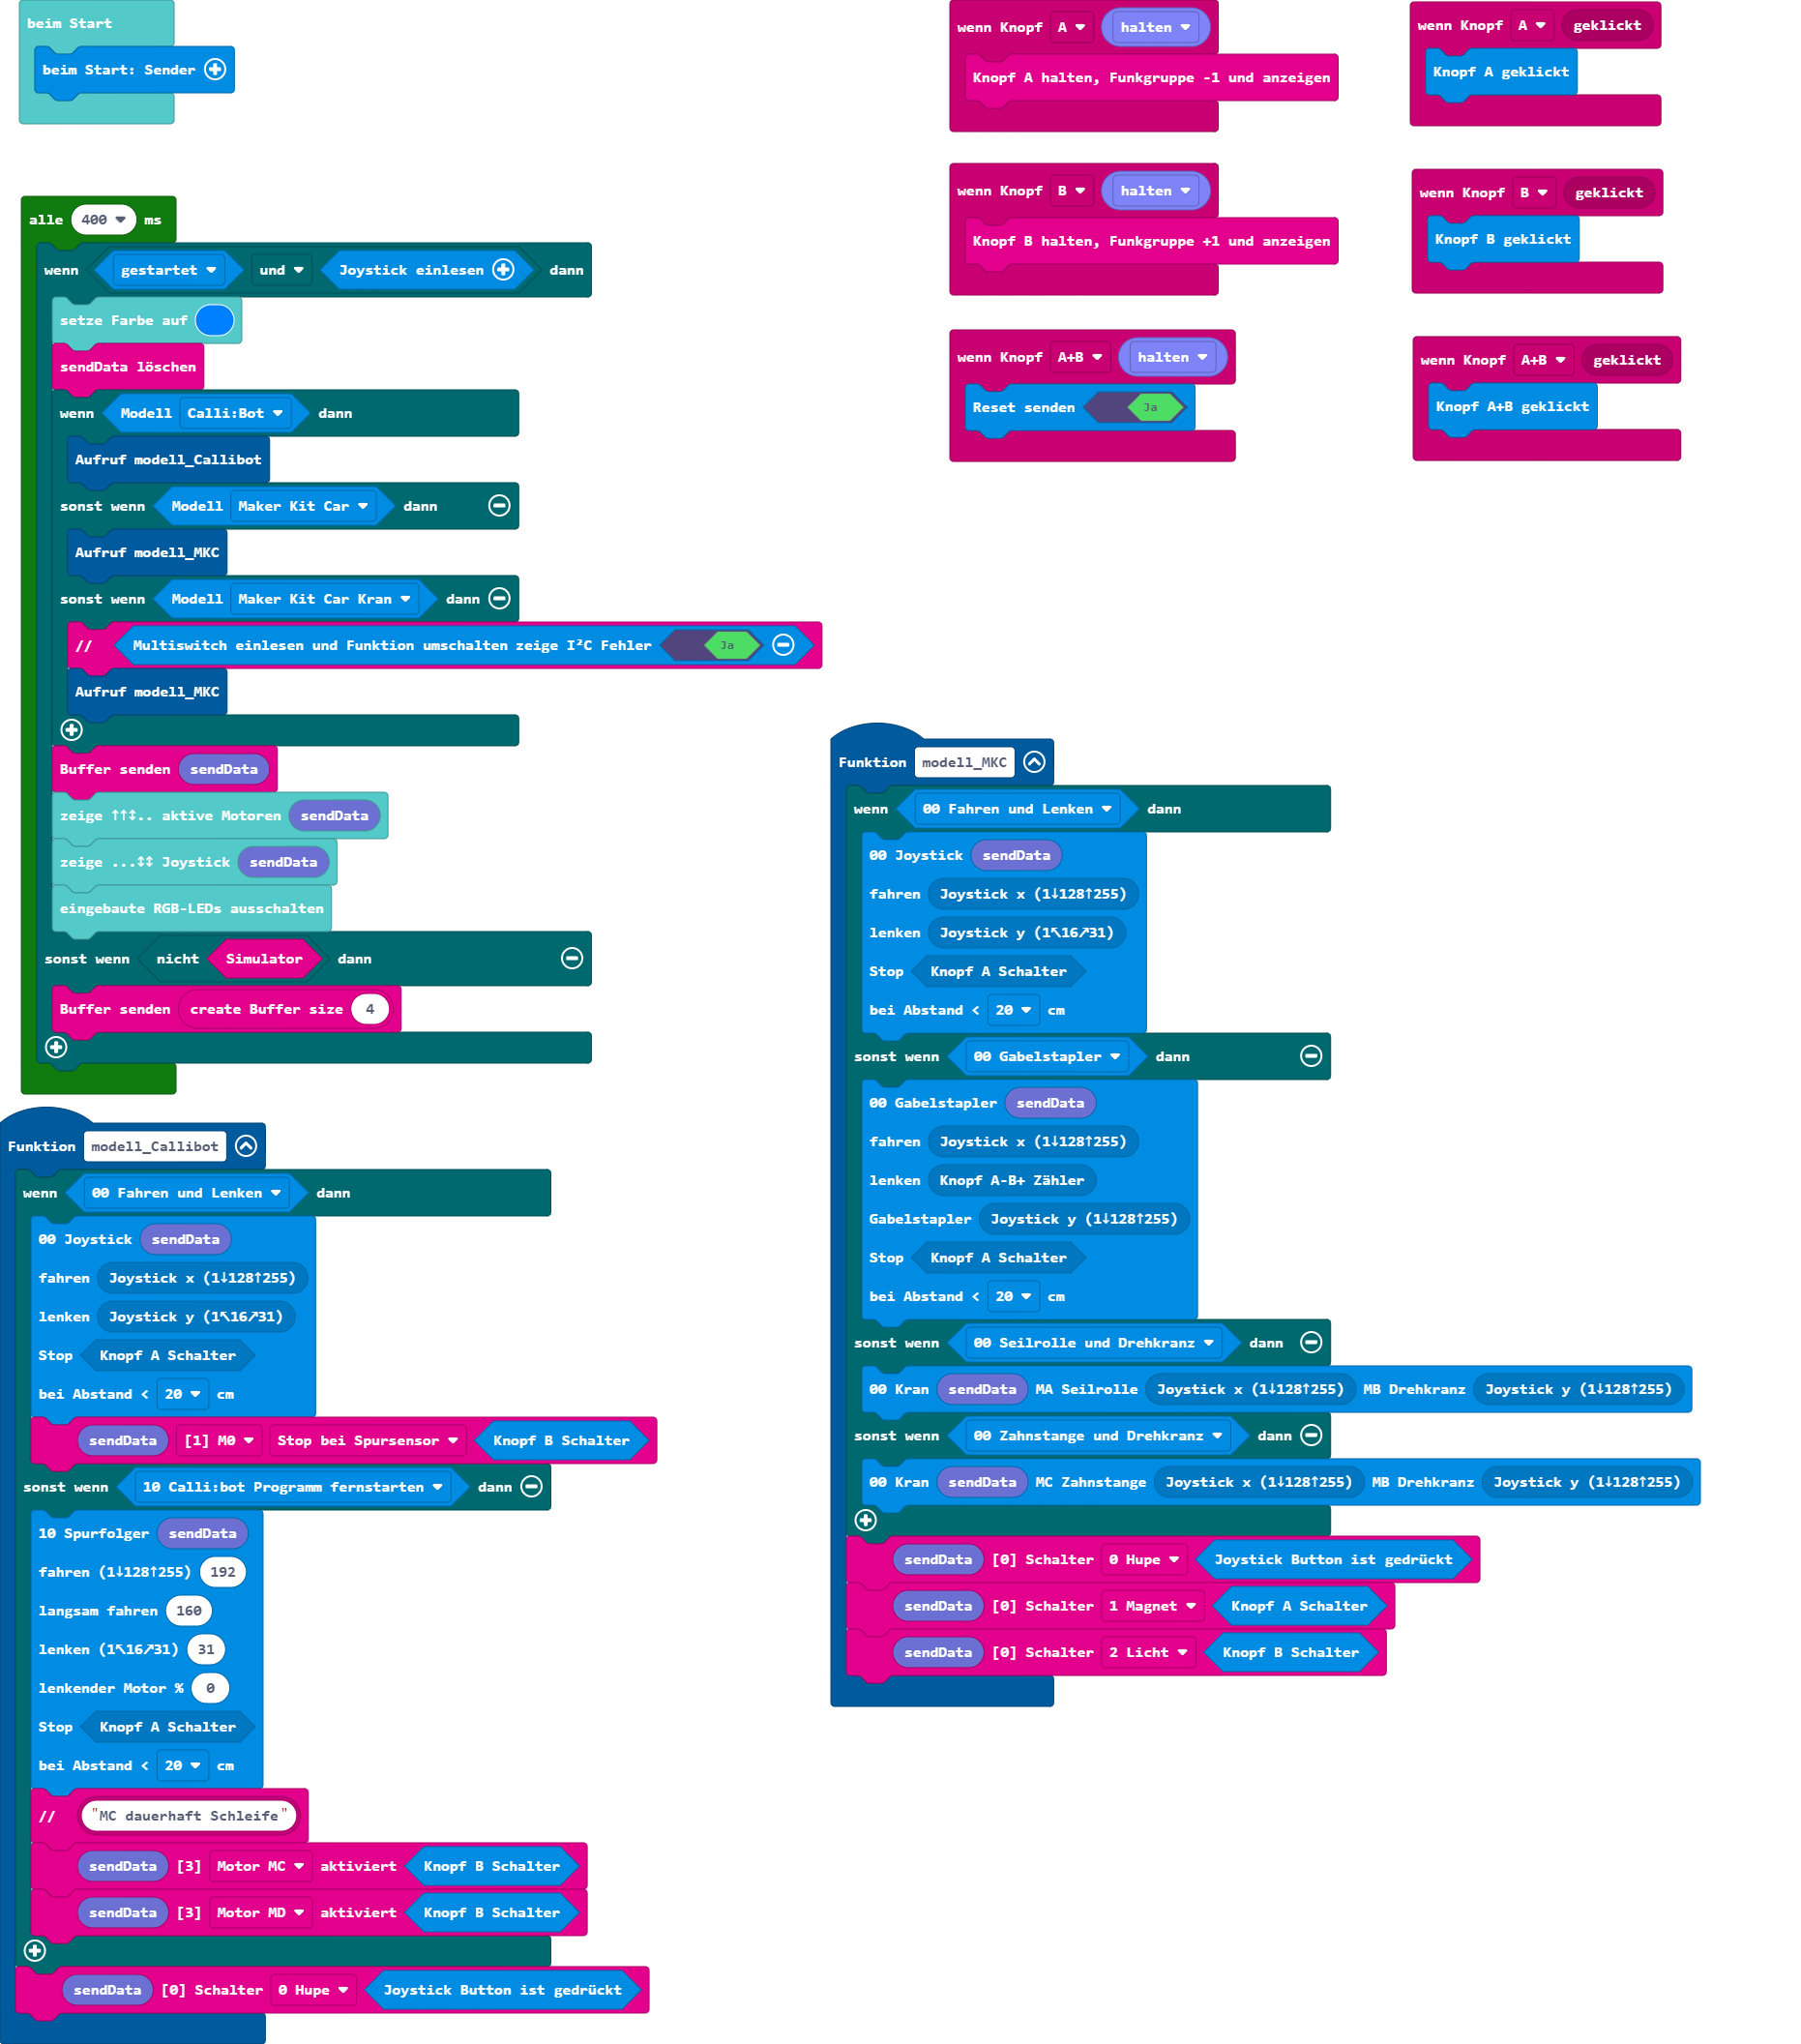 beim Start
beim Start: Sender
alle 400 ms
wenn gestartet und Joystick einlesen dann
setze Farbe auf
sendData löschen
wenn Modell Calli:Bot dann
Aufruf modell_Callibot
sonst wenn Modell Maker Kit Car dann
Aufruf modell_MKC
sonst wenn Modell Maker Kit Car Kran dann
// Multiswitch einlesen und Funktion umschalten zeige I²C Fehler Ja
Aufruf modell_MKC
Buffer senden sendData
zeige ↑↑↕.. aktive Motoren sendData
zeige ...↕↕ Joystick sendData
eingebaute RGB-LEDs ausschalten
sonst wenn nicht Simulator dann
Buffer senden create Buffer size 4
Funktion modell_Callibot
wenn 00 Fahren und Lenken dann
00 Joystick sendData
fahren Joystick x (1↓128↑255)
lenken Joystick y (1↖16↗31)
Stop Knopf A Schalter
bei Abstand < 20 cm
sendData [1] M0 Stop bei Spursensor Knopf B Schalter
sonst wenn 10 Calli:bot Programm fernstarten dann
10 Spurfolger sendData
fahren (1↓128↑255) 192
langsam fahren 160
lenken (1↖16↗31) 31
lenkender Motor % 0
Stop Knopf A Schalter
bei Abstand < 20 cm
// "MC dauerhaft Schleife"
sendData [3] Motor MC aktiviert Knopf B Schalter
sendData [3] Motor MD aktiviert Knopf B Schalter
sendData [0] Schalter 0 Hupe Joystick Button ist gedrückt
wenn Knopf A halten
Knopf A halten, Funkgruppe -1 und anzeigen
wenn Knopf B halten
Knopf B halten, Funkgruppe +1 und anzeigen
wenn Knopf A+B halten
Reset senden Ja
wenn Knopf A geklickt
Knopf A geklickt
wenn Knopf B geklickt
Knopf B geklickt
wenn Knopf A+B geklickt
Knopf A+B geklickt
Funktion modell_MKC
wenn 00 Fahren und Lenken dann
00 Joystick sendData
fahren Joystick x (1↓128↑255)
lenken Joystick y (1↖16↗31)
Stop Knopf A Schalter
bei Abstand < 20 cm
sonst wenn 00 Gabelstapler dann
00 Gabelstapler sendData
fahren Joystick x (1↓128↑255)
lenken Knopf A-B+ Zähler
Gabelstapler Joystick y (1↓128↑255)
Stop Knopf A Schalter
bei Abstand < 20 cm
sonst wenn 00 Seilrolle und Drehkranz dann
00 Kran sendData MA Seilrolle Joystick x (1↓128↑255) MB Drehkranz Joystick y (1↓128↑255)
sonst wenn 00 Zahnstange und Drehkranz dann
00 Kran sendData MC Zahnstange Joystick x (1↓128↑255) MB Drehkranz Joystick y (1↓128↑255)
sendData [0] Schalter 0 Hupe Joystick Button ist gedrückt
sendData [0] Schalter 1 Magnet Knopf A Schalter
sendData [0] Schalter 2 Licht Knopf B Schalter